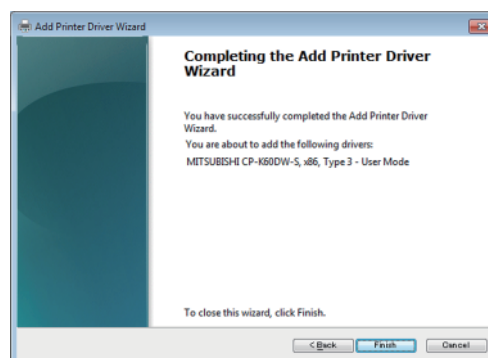 Add Printer Driver Wizard
Completing the Add Printer Driver
Wizard
You have successfully completed the Add Printer Driver
Wizard.
You are about to add the following drivers:
MITSUBISHI CP-K60DW-S, x86, Type 3 - User Mode
To close this wizard, click Finish.
< Back Finish Cancel